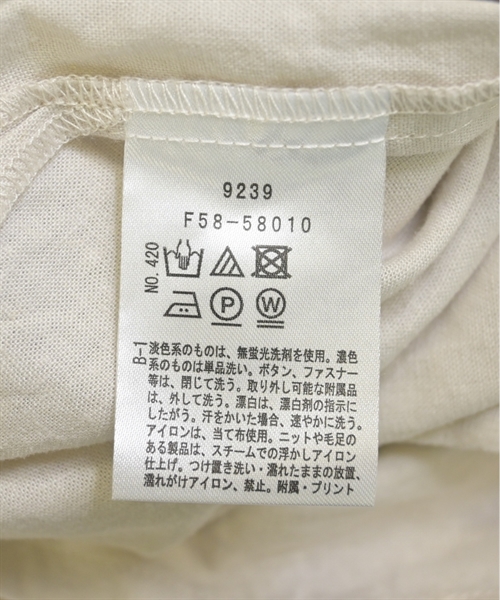 9239
F58-58010
NO. 420
P
W
B-1
淡色系のものは、無蛍光洗剤を使用。濃色
系のものは単品洗い。ボタン、ファスナー
等は、閉じて洗う。取り外し可能な附属品
は、外して洗う。漂白は、漂白剤の指示に
したがう。汗をかいた場合、速やかに洗う。
アイロンは、当て布使用。ニットや毛足の
ある製品は、スチームでの浮かしアイロン
仕上げ。つけ置き洗い・濡れたままの放置、
濡れがけアイロン、禁止。附属・プリント